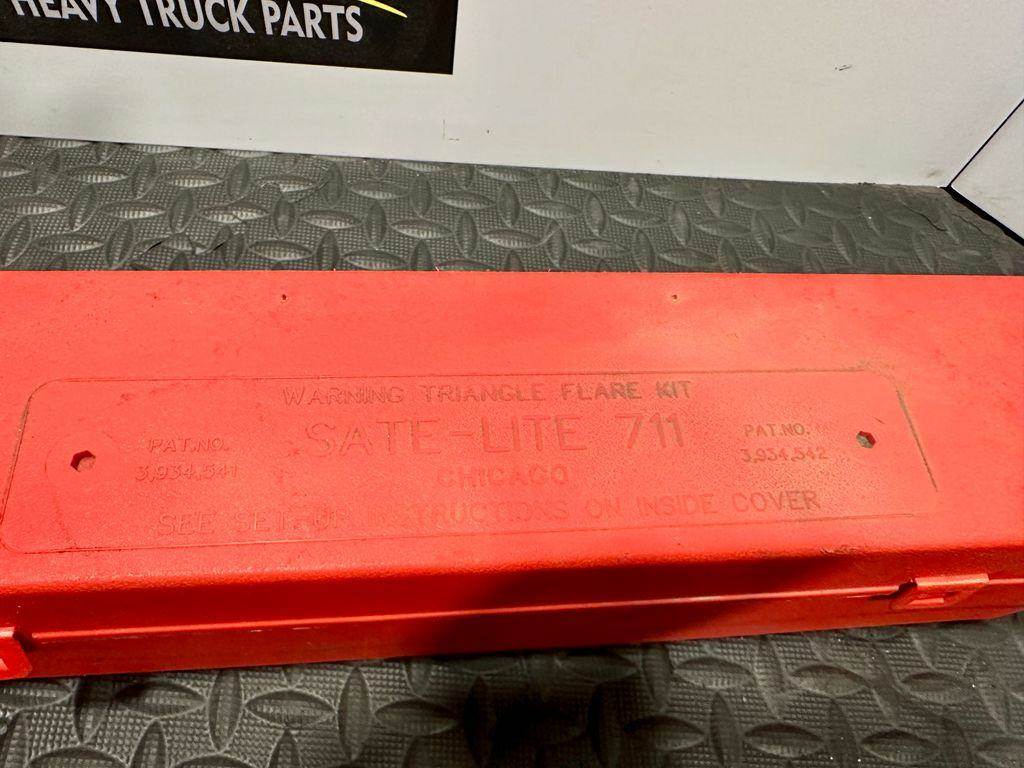 HEAVY TRUCK PARTS
WARNING TRIANGLE FLARE KIT
SATE-LITE 711
PAT. NO.
3,934,541
PAT. NO.
3,934,542
CHICAGO
SEE SET-UP INSTRUCTIONS ON INSIDE COVER